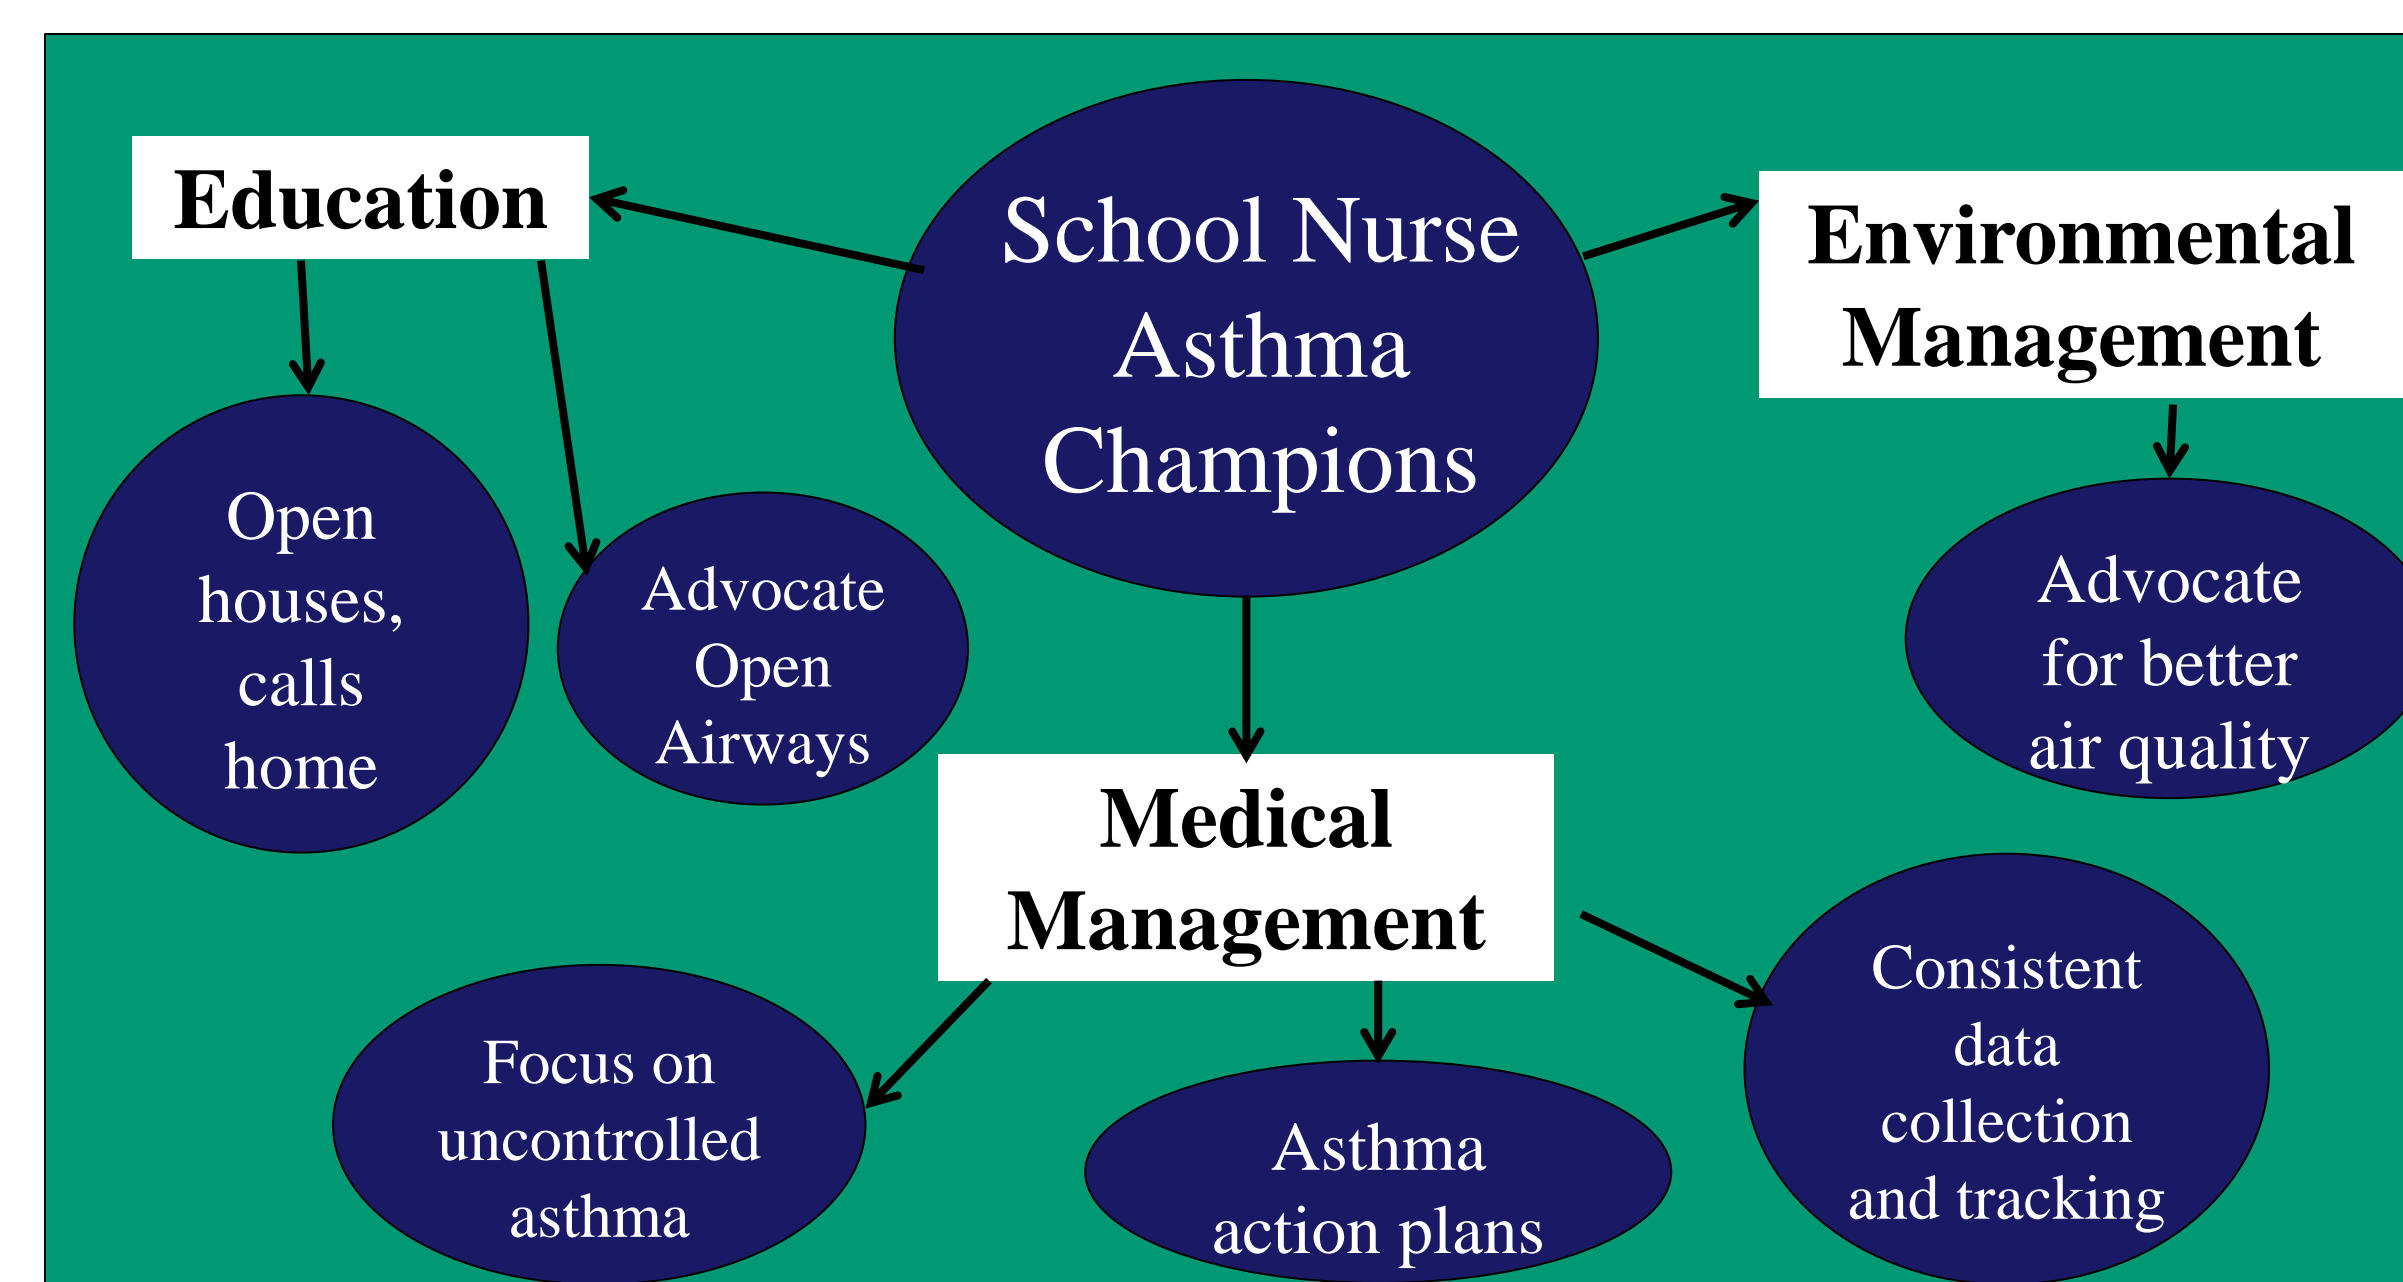 School Nurse
Asthma
Champions
Education
Open
houses,
calls
home
Advocate
Open
Airways
Environmental
Management
Advocate
for better
air quality
Medical
Management
Focus on
uncontrolled
asthma
Asthma
action plans
Consistent
data
collection
and tracking